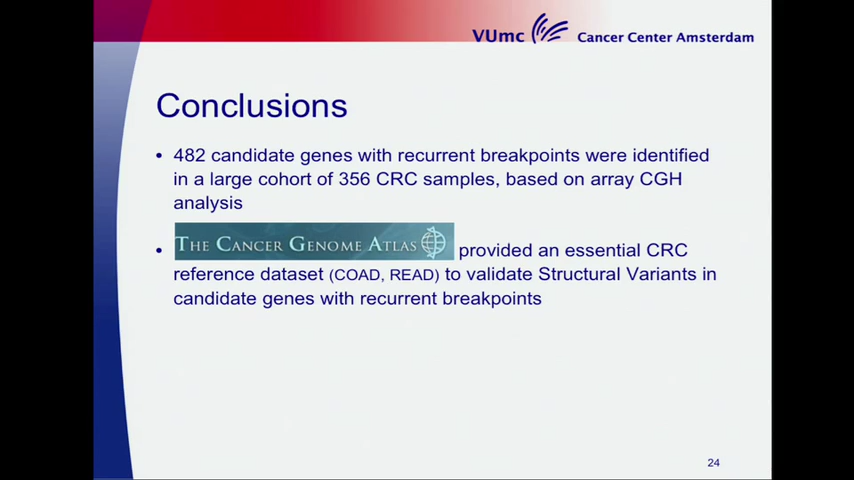 VUmc Cancer Center Amsterdam
Conclusions
• 482 candidate genes with recurrent breakpoints were identified
in a large cohort of 356 CRC samples, based on array CGH
analysis
• THE CANCER GENOME ATLAS provided an essential CRC
reference dataset (COAD, READ) to validate Structural Variants in
candidate genes with recurrent breakpoints
24